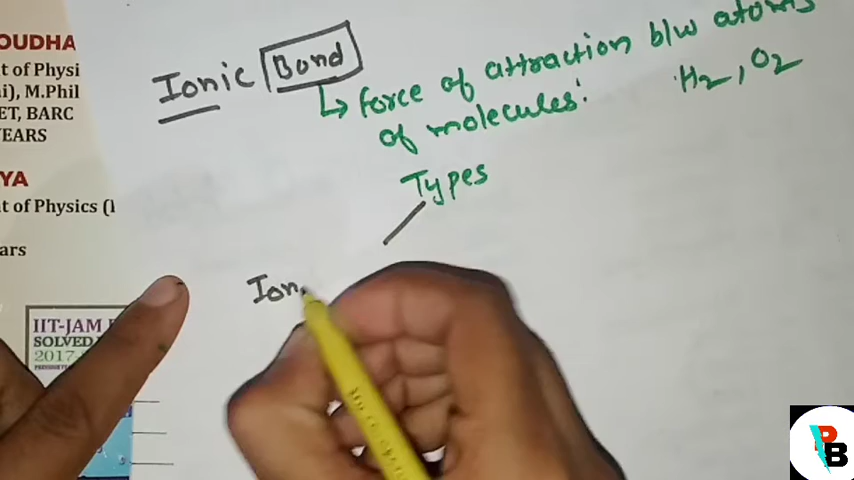 OUDHA
t of Physi
i), M.Phil
ET, BARC
EARS
YA
t of Physics (I
ars
IIT-JAM
SOLVED
2017-
Ionic Bond
↳ force of attraction b/w atoms
of molecules. H2, O2
Types
Ion
PB